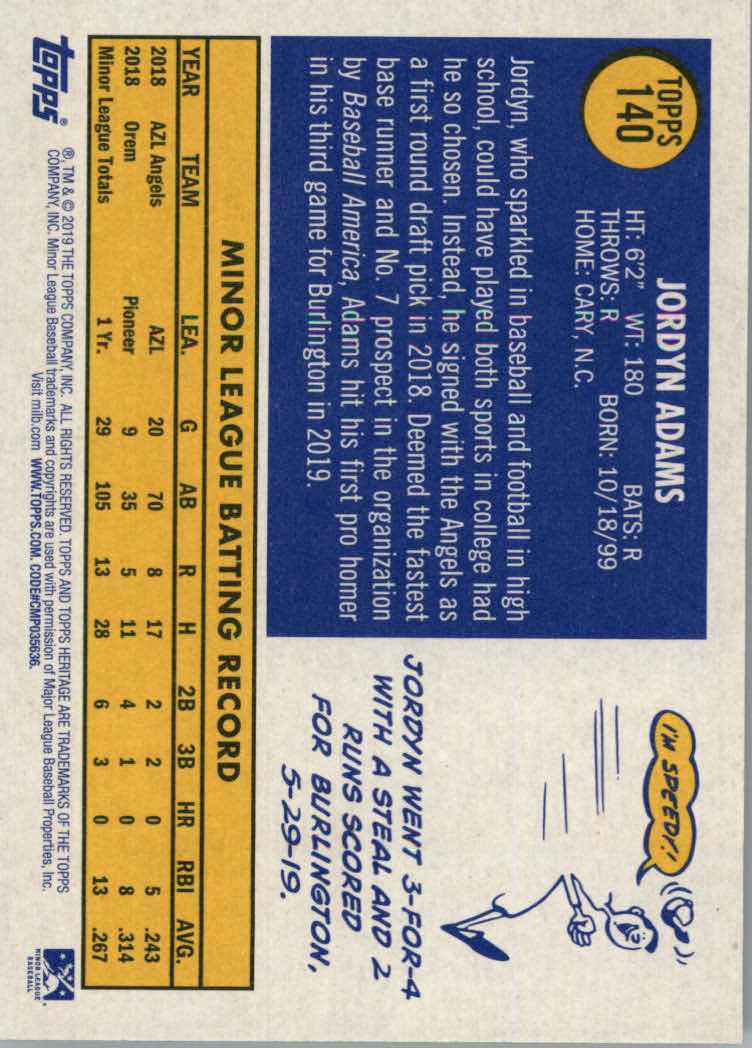 TOPPS
140
JORDYN ADAMS
HT: 6'2" WT: 180 BATS: R
THROWS: R BORN: 10/18/99
HOME: CARY, N.C.
Jordyn, who sparkled in baseball and football in high
school, could have played both sports in college had
he so chosen. Instead, he signed with the Angels as
a first round draft pick in 2018. Deemed the fastest
base runner and No. 7 prospect in the organization
by Baseball America, Adams hit his first pro homer
in his third game for Burlington in 2019.
I'M SPEEDY!
JORDYN WENT 3-FOR-4
WITH A STEAL AND 2
RUNS SCORED
FOR BURLINGTON,
5-29-19.
MINOR LEAGUE BATTING RECORD
YEAR TEAM LEA. G AB R H 2B 3B HR RBI AVG.
2018 AZL Angels AZL 20 70 8 17 2 2 0 5 .243
2018 Orem Pioneer 9 35 5 11 4 1 0 8 .314
Minor League Totals 1 Yr. 29 105 13 28 6 3 0 13 .267
topps®
®, TM & © 2019 THE TOPPS COMPANY, INC. ALL RIGHTS RESERVED. TOPPS AND TOPPS HERITAGE ARE TRADEMARKS OF THE TOPPS
COMPANY, INC. Minor League Baseball trademarks and copyrights are used with permission of Major League Baseball Properties, Inc.
Visit milb.com WWW.TOPPS.COM. CODE#CMP035636.
MINOR LEAGUE
BASEBALL®